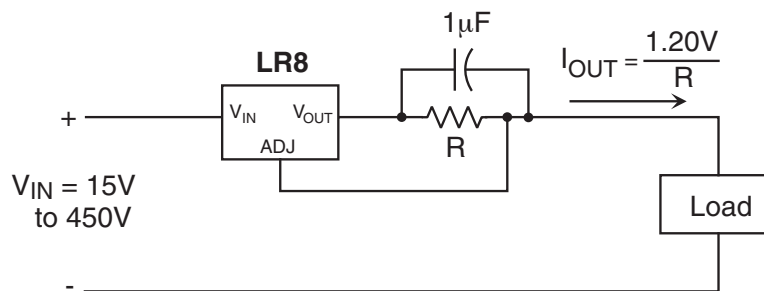 1μF
LR8
I_OUT = 1.20V / R
+
V_IN
V_OUT
ADJ
R
V_IN = 15V
to 450V
Load
-